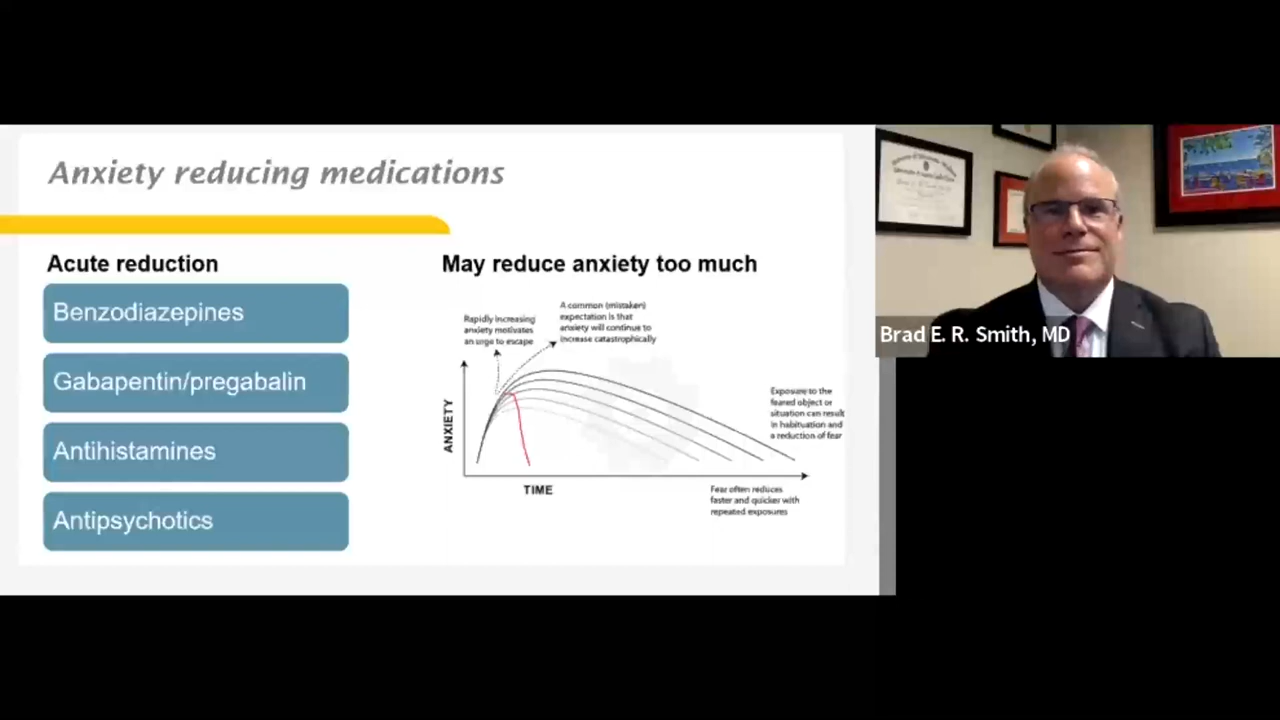 Anxiety reducing medications
Acute reduction
Benzodiazepines
Gabapentin/pregabalin
Antihistamines
Antipsychotics
May reduce anxiety too much
Rapidly increasing
anxiety motivates
an urge to escape
A common (mistaken)
expectation is that
anxiety will continue to
increase catastrophically
ANXIETY
TIME
Exposure to the
feared object or
situation can result
in habituation and
a reduction of fear
Fear often reduces
faster and quicker with
repeated exposures
Brad E. R. Smith, MD